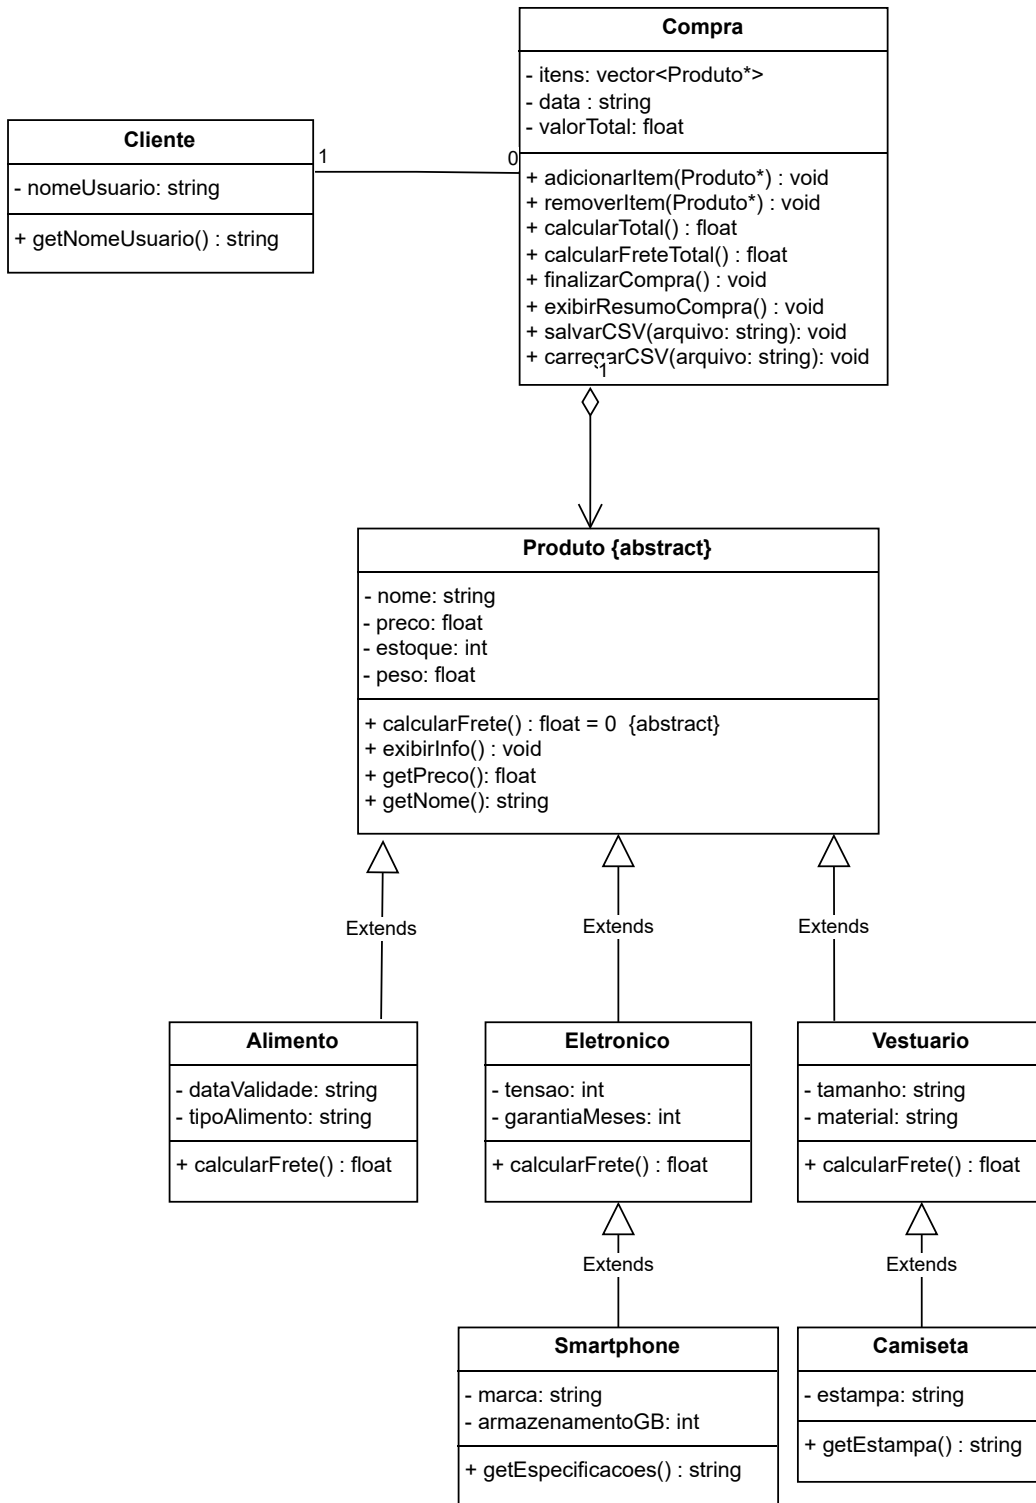 Compra
- itens: vector<Produto*>
- data : string
- valorTotal: float
+ adicionarItem(Produto*) : void
+ removerItem(Produto*) : void
+ calcularTotal() : float
+ calcularFreteTotal() : float
+ finalizarCompra() : void
+ exibirResumoCompra() : void
+ salvarCSV(arquivo: string): void
+ carregarCSV(arquivo: string): void
1
Cliente
- nomeUsuario: string
+ getNomeUsuario() : string
1
0
Produto {abstract}
- nome: string
- preco: float
- estoque: int
- peso: float
+ calcularFrete() : float = 0 {abstract}
+ exibirInfo() : void
+ getPreco(): float
+ getNome(): string
Extends
Extends
Extends
Alimento
- dataValidade: string
- tipoAlimento: string
+ calcularFrete() : float
Eletronico
- tensao: int
- garantiaMeses: int
+ calcularFrete() : float
Vestuario
- tamanho: string
- material: string
+ calcularFrete() : float
Extends
Extends
Smartphone
- marca: string
- armazenamentoGB: int
+ getEspecificacoes() : string
Camiseta
- estampa: string
+ getEstampa() : string